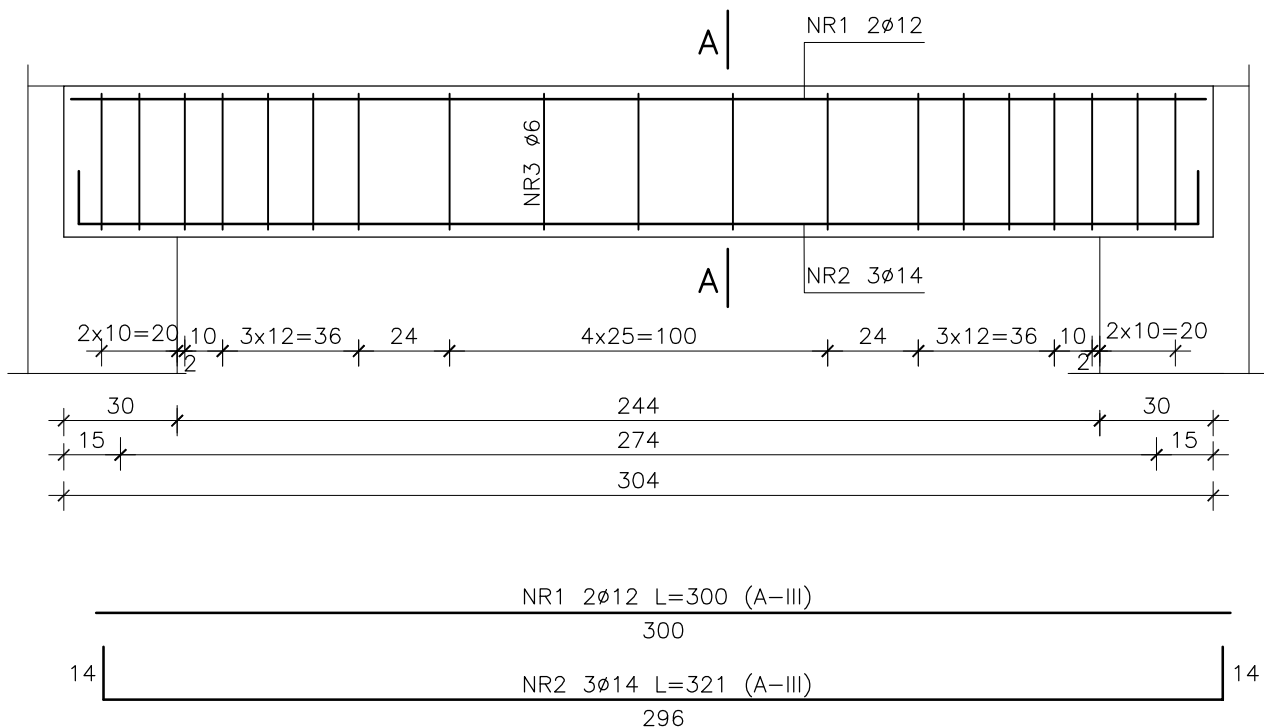 A
NR1 2ø12
NR3 ø6
A
NR2 3ø14
2x10=20 10 3x12=36 24 4x25=100 24 3x12=36 10 2x10=20
2 2
30 244 30
15 274 15
304
NR1 2ø12 L=300 (A-III)
300
14 14
NR2 3ø14 L=321 (A-III)
296